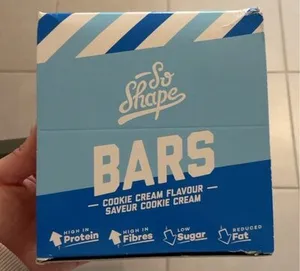 So
Shape
BARS
COOKIE CREAM FLAVOUR
SAVEUR COOKIE CREAM
HIGH IN Protein
HIGH IN Fibres
LOW Sugar
REDUCED Fat